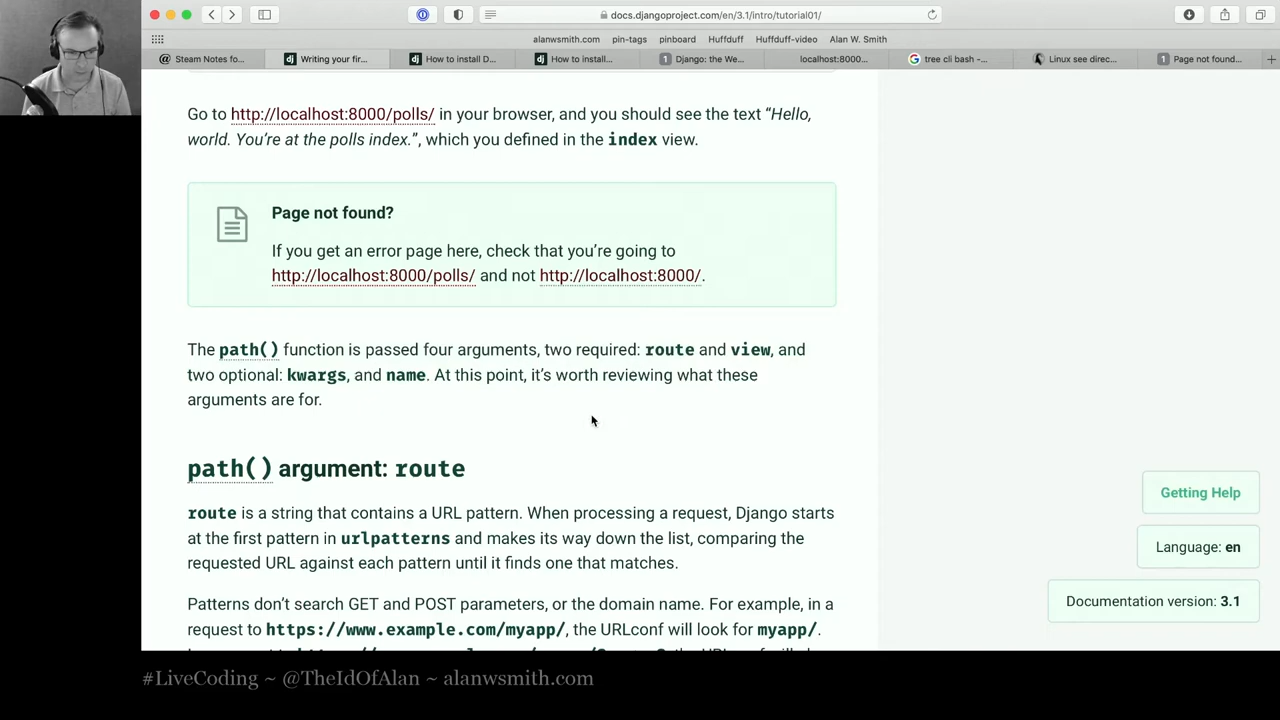 docs.djangoproject.com/en/3.1/intro/tutorial01/
alanwsmith.com pin-tags pinboard Huffduff Huffduff-video Alan W. Smith
Steam Notes fo... Writing your fir... How to install D... How to install... Django: the We... localhost:8000... tree cli bash -... Linux see direc... Page not found...
Go to http://localhost:8000/polls/ in your browser, and you should see the text “Hello,
world. You’re at the polls index.”, which you defined in the index view.
Page not found?
If you get an error page here, check that you’re going to
http://localhost:8000/polls/ and not http://localhost:8000/.
The path() function is passed four arguments, two required: route and view, and
two optional: kwargs, and name. At this point, it’s worth reviewing what these
arguments are for.
path() argument: route
route is a string that contains a URL pattern. When processing a request, Django starts
at the first pattern in urlpatterns and makes its way down the list, comparing the
requested URL against each pattern until it finds one that matches.
Patterns don’t search GET and POST parameters, or the domain name. For example, in a
request to https://www.example.com/myapp/, the URLconf will look for myapp/.
Getting Help
Language: en
Documentation version: 3.1
#LiveCoding ~ @TheIdOfAlan ~ alanwsmith.com